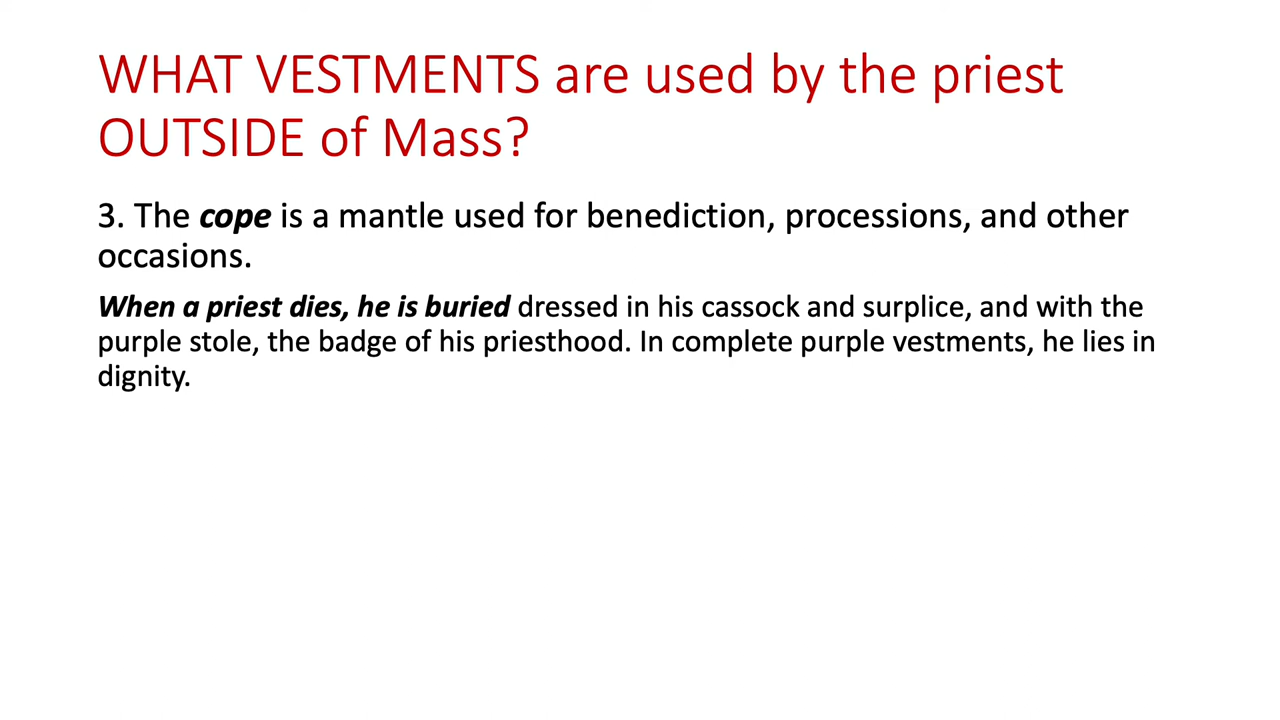 WHAT VESTMENTS are used by the priest
OUTSIDE of Mass?
3. The cope is a mantle used for benediction, processions, and other
occasions.
When a priest dies, he is buried dressed in his cassock and surplice, and with the
purple stole, the badge of his priesthood. In complete purple vestments, he lies in
dignity.